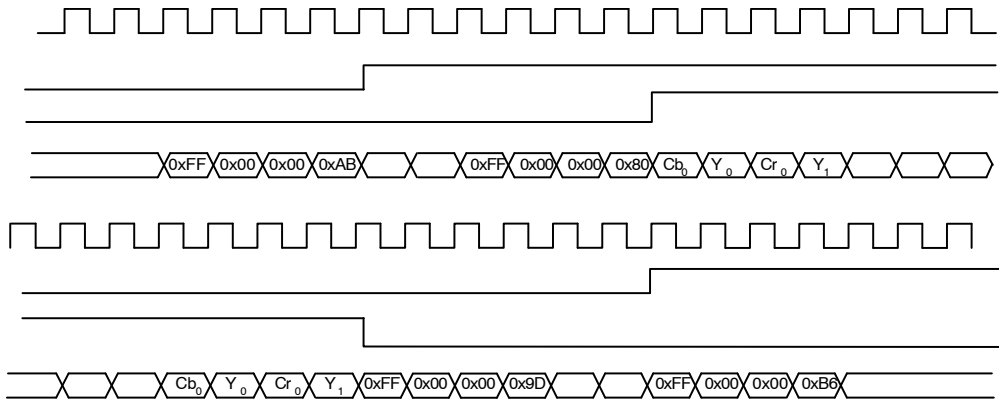 0xFF 0x00 0x00 0xAB 0xFF 0x00 0x00 0x80 Cb₀ Y₀ Cr₀ Y₁
Cb₀ Y₀ Cr₀ Y₁ 0xFF 0x00 0x00 0x9D 0xFF 0x00 0x00 0xB6